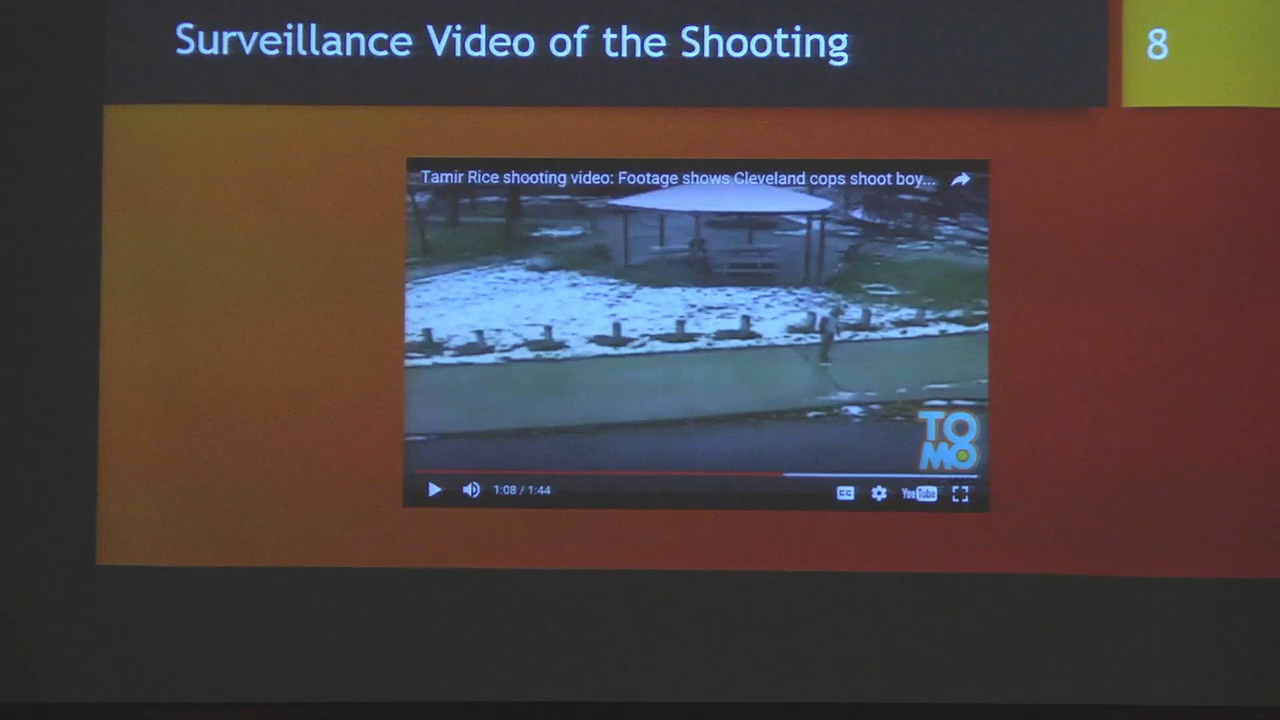 Surveillance Video of the Shooting
8
Tamir Rice shooting video: Footage shows Cleveland cops shoot boy...
TO
MO
1:08 / 1:44
CC
YouTube